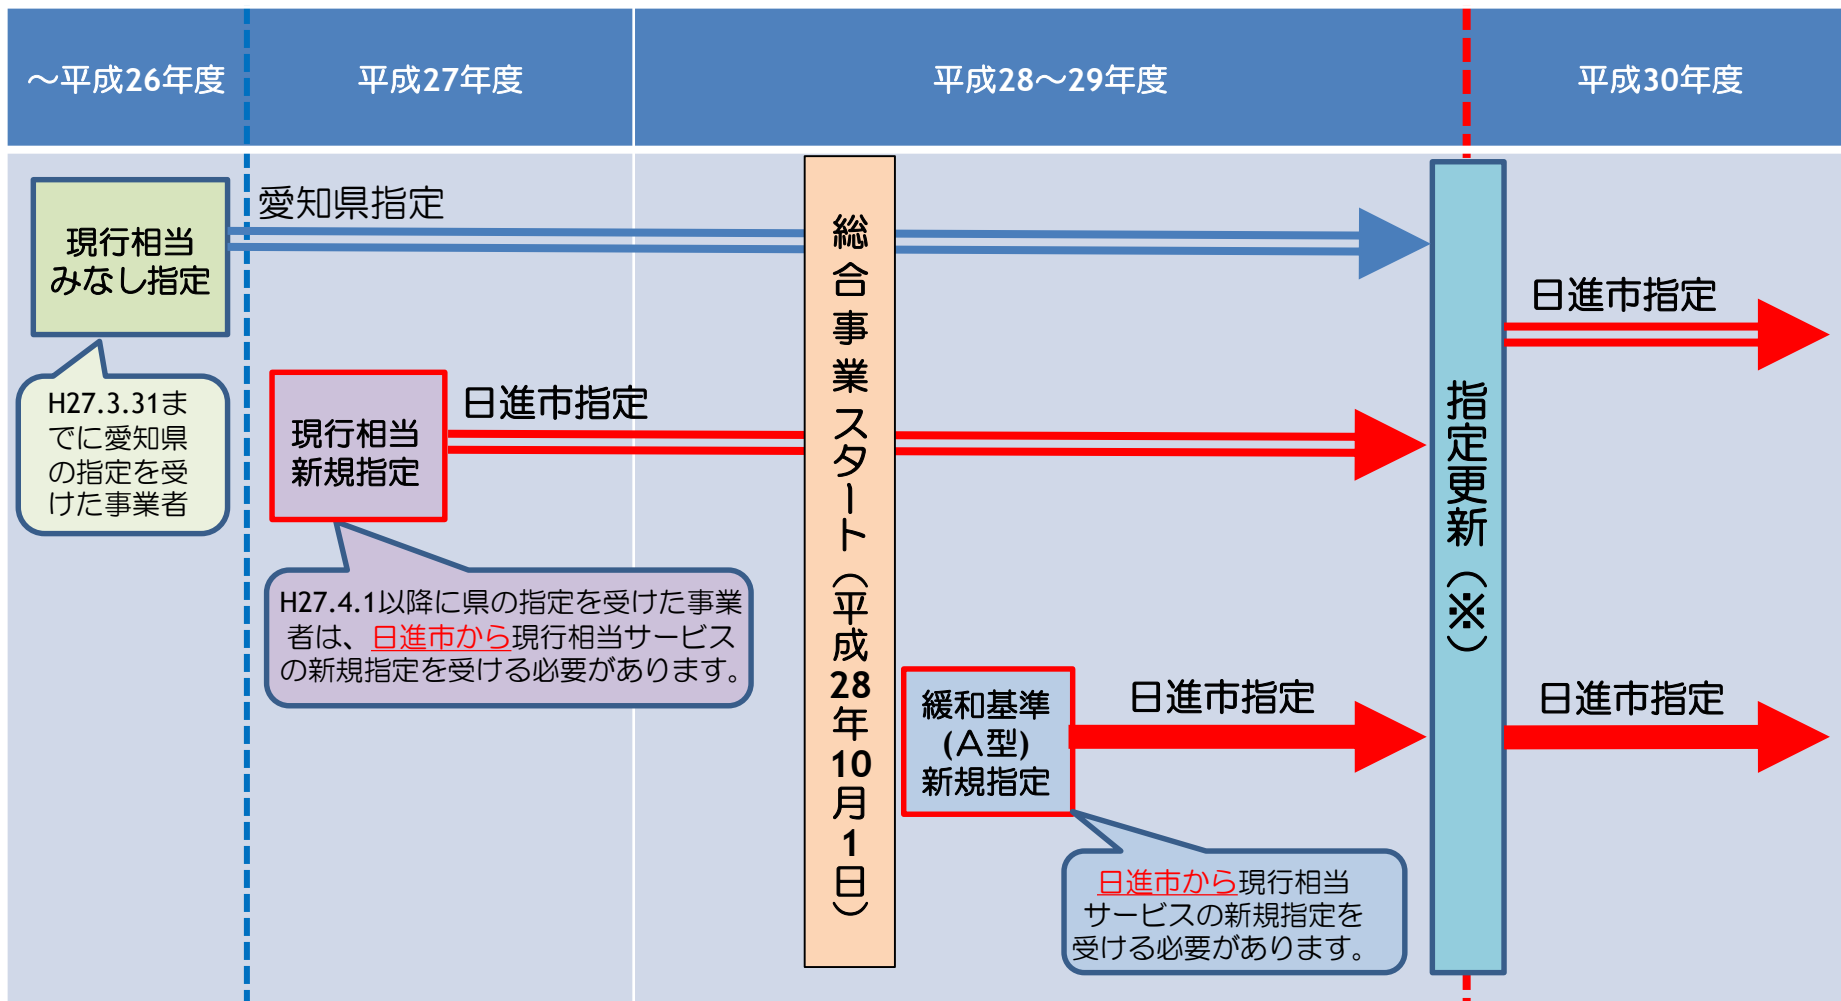 ～平成26年度
平成27年度
平成28～29年度
平成30年度
現行相当
みなし指定
愛知県指定
H27.3.31ま
でに愛知県
の指定を受
けた事業者
現行相当
新規指定
日進市指定
H27.4.1以降に県の指定を受けた事業
者は、日進市から現行相当サービス
の新規指定を受ける必要があります。
総合事業スタート（平成28年10月1日）
緩和基準
(A型)
新規指定
日進市指定
日進市から現行相当
サービスの新規指定を
受ける必要があります。
指定更新（※）
日進市指定
日進市指定